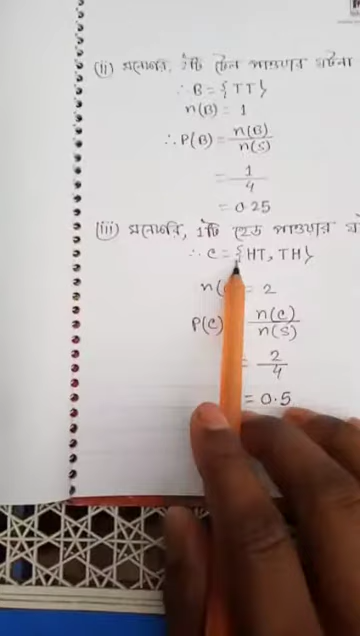 (ii) মনেকরি, 2টি টেল পাওয়ার ঘটনা
∴ B = {TT}
n(B) = 1
∴ P(B) = n(B)/n(S)
= 1/4
= 0.25
(iii) মনেকরি, 1টি হেড পাওয়ার
∴ C = {HT, TH}
n( = 2
P(C) n(C)/n(S)
= 2/4
= 0.5